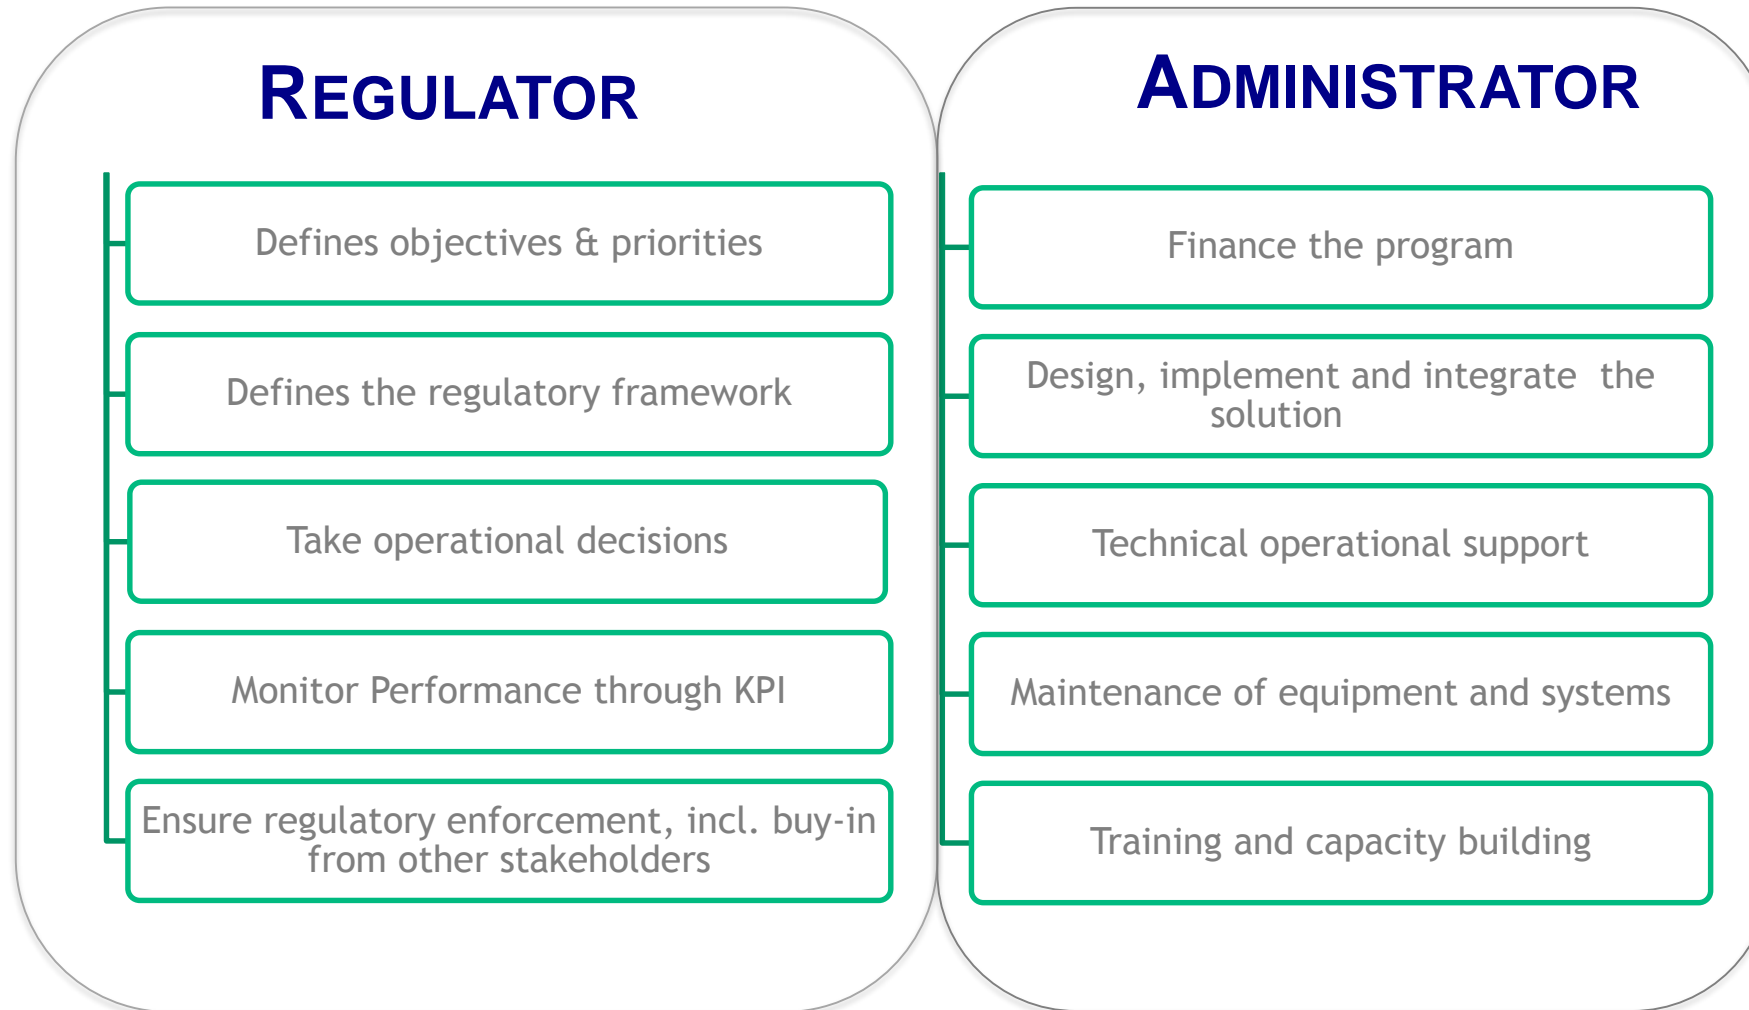 REGULATOR
Defines objectives & priorities
Defines the regulatory framework
Take operational decisions
Monitor Performance through KPI
Ensure regulatory enforcement, incl. buy-in
from other stakeholders
ADMINISTRATOR
Finance the program
Design, implement and integrate the
solution
Technical operational support
Maintenance of equipment and systems
Training and capacity building